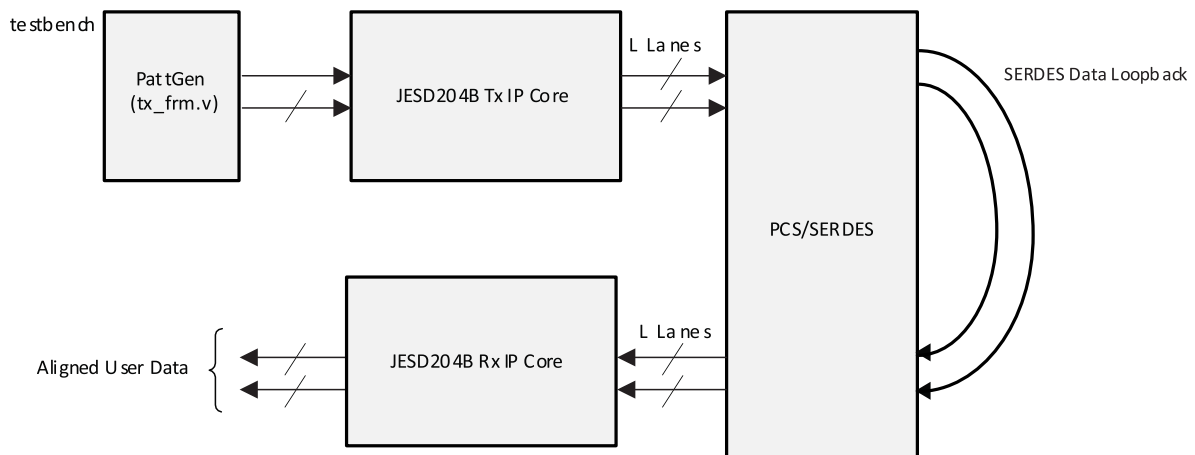 testbench
PattGen
(tx_frm.v)
JESD204B Tx IP Core
L Lanes
SERDES Data Loopback
PCS/SERDES
L Lanes
JESD204B Rx IP Core
Aligned User Data